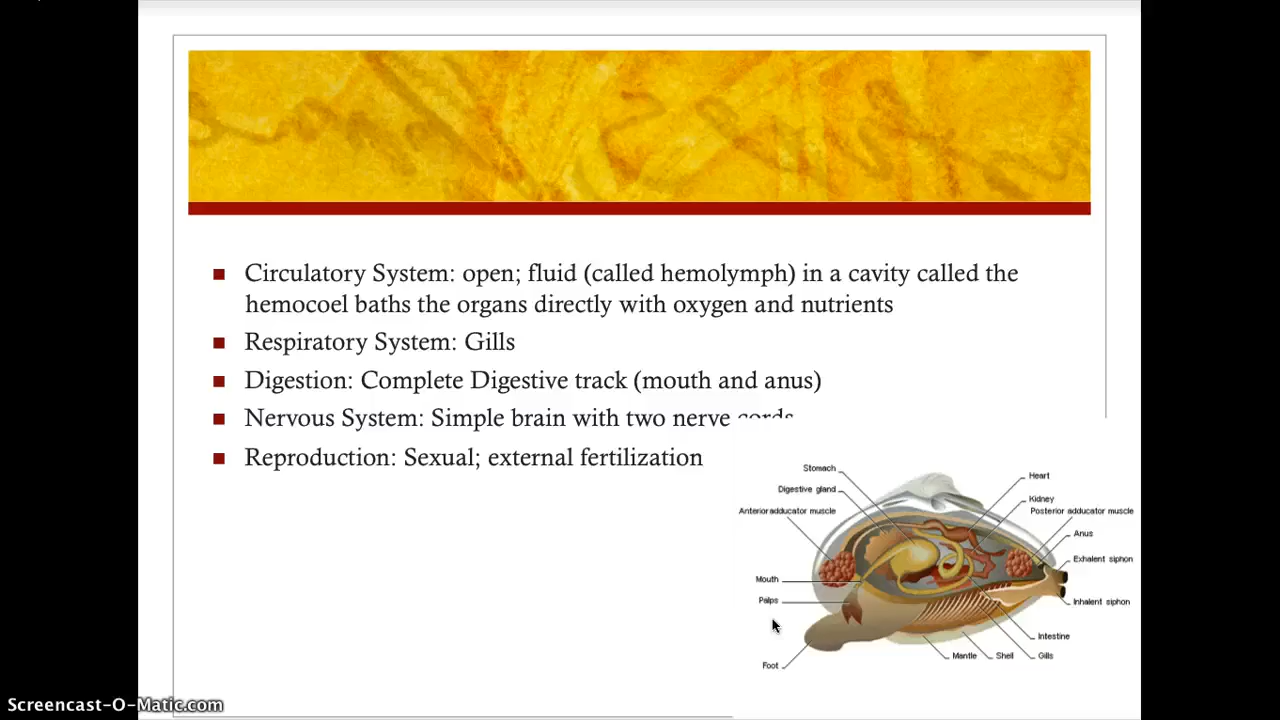 Circulatory System: open; fluid (called hemolymph) in a cavity called the
hemocoel baths the organs directly with oxygen and nutrients
Respiratory System: Gills
Digestion: Complete Digestive track (mouth and anus)
Nervous System: Simple brain with two nerve cords
Reproduction: Sexual; external fertilization
Stomach
Heart
Digestive gland
Kidney
Anterior adductor muscle
Posterior adductor muscle
Anus
Exhalent siphon
Mouth
Palps
Inhalent siphon
Intestine
Mantle
Shell
Gills
Foot
Screencast-O-Matic.com